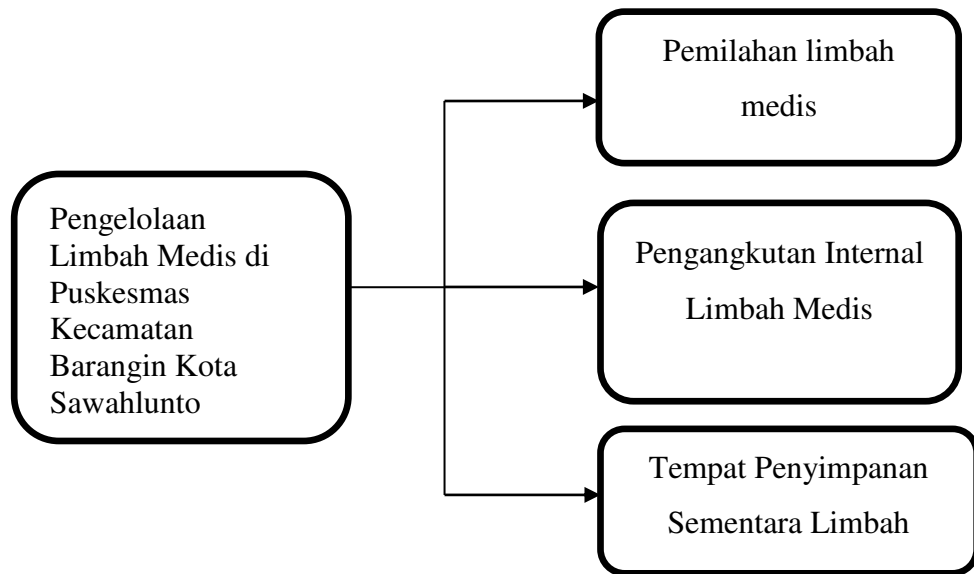 Pengelolaan
Limbah Medis di
Puskesmas
Kecamatan
Barangin Kota
Sawahlunto
Pemilahan limbah
medis
Pengangkutan Internal
Limbah Medis
Tempat Penyimpanan
Sementara Limbah